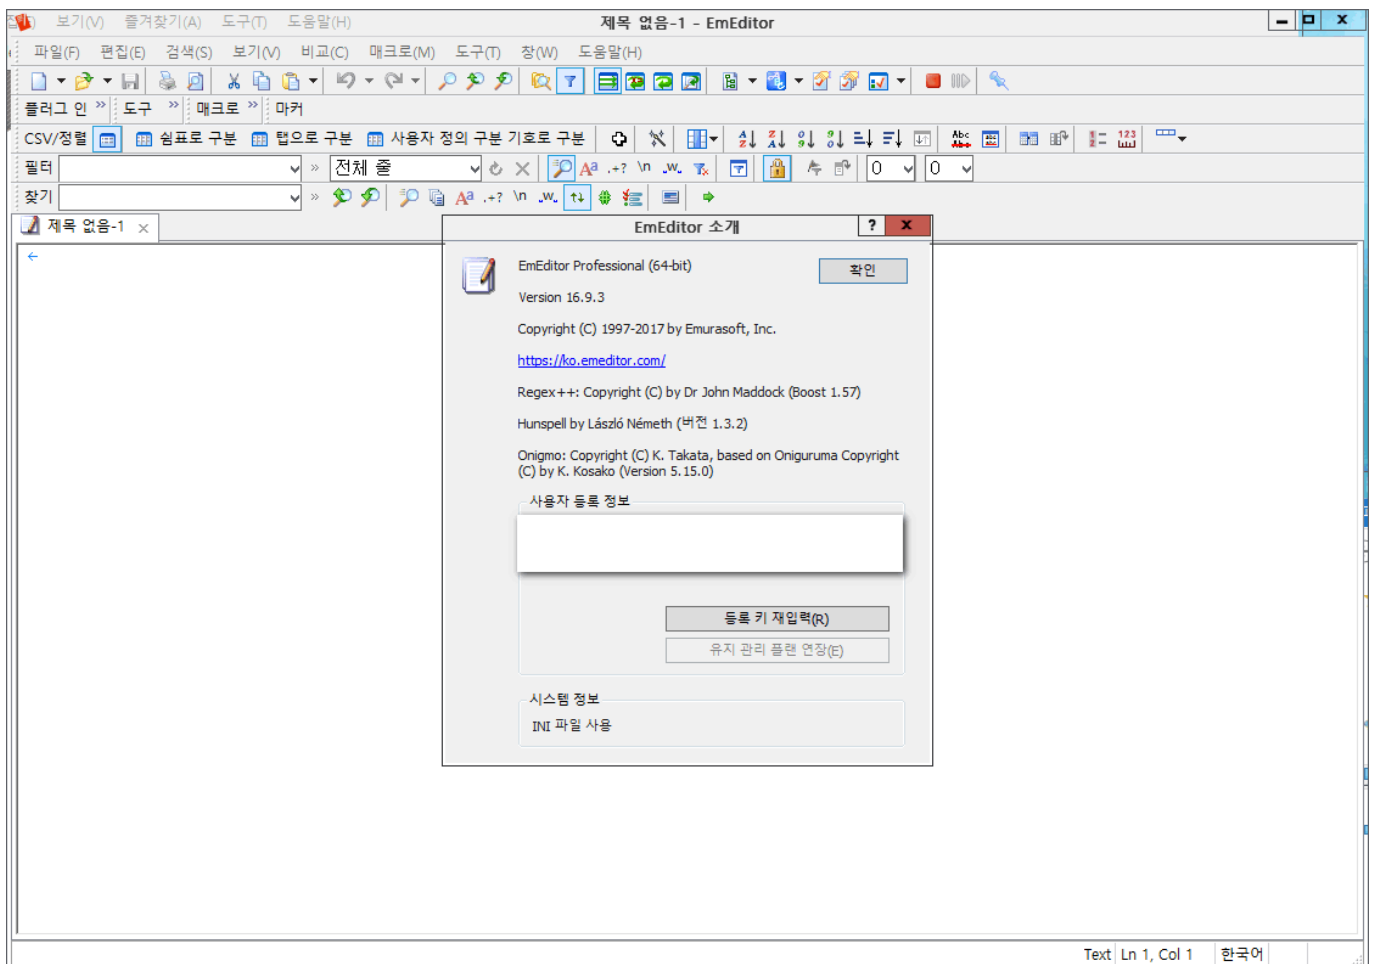 보기(V) 즐겨찾기(A) 도구(T) 도움말(H)
제목 없음-1 - EmEditor
파일(F) 편집(E) 검색(S) 보기(V) 비교(C) 매크로(M) 도구(T) 창(W) 도움말(H)
플러그 인 » 도구 » 매크로 » 마커
CSV/정렬 쉼표로 구분 탭으로 구분 사용자 정의 구분 기호로 구분
필터 » 전체 줄 Aa .+? \n .w. 0 0
찾기 » Aa .+? \n .w.
제목 없음-1 x
EmEditor 소개 ? x
EmEditor Professional (64-bit)
확인
Version 16.9.3
Copyright (C) 1997-2017 by Emurasoft, Inc.
https://ko.emeditor.com/
Regex++: Copyright (C) by Dr John Maddock (Boost 1.57)
Hunspell by László Németh (버전 1.3.2)
Onigmo: Copyright (C) K. Takata, based on Oniguruma Copyright
(C) by K. Kosako (Version 5.15.0)
사용자 등록 정보
등록 키 재입력(R)
유지 관리 플랜 연장(E)
시스템 정보
INI 파일 사용
Text Ln 1, Col 1 한국어